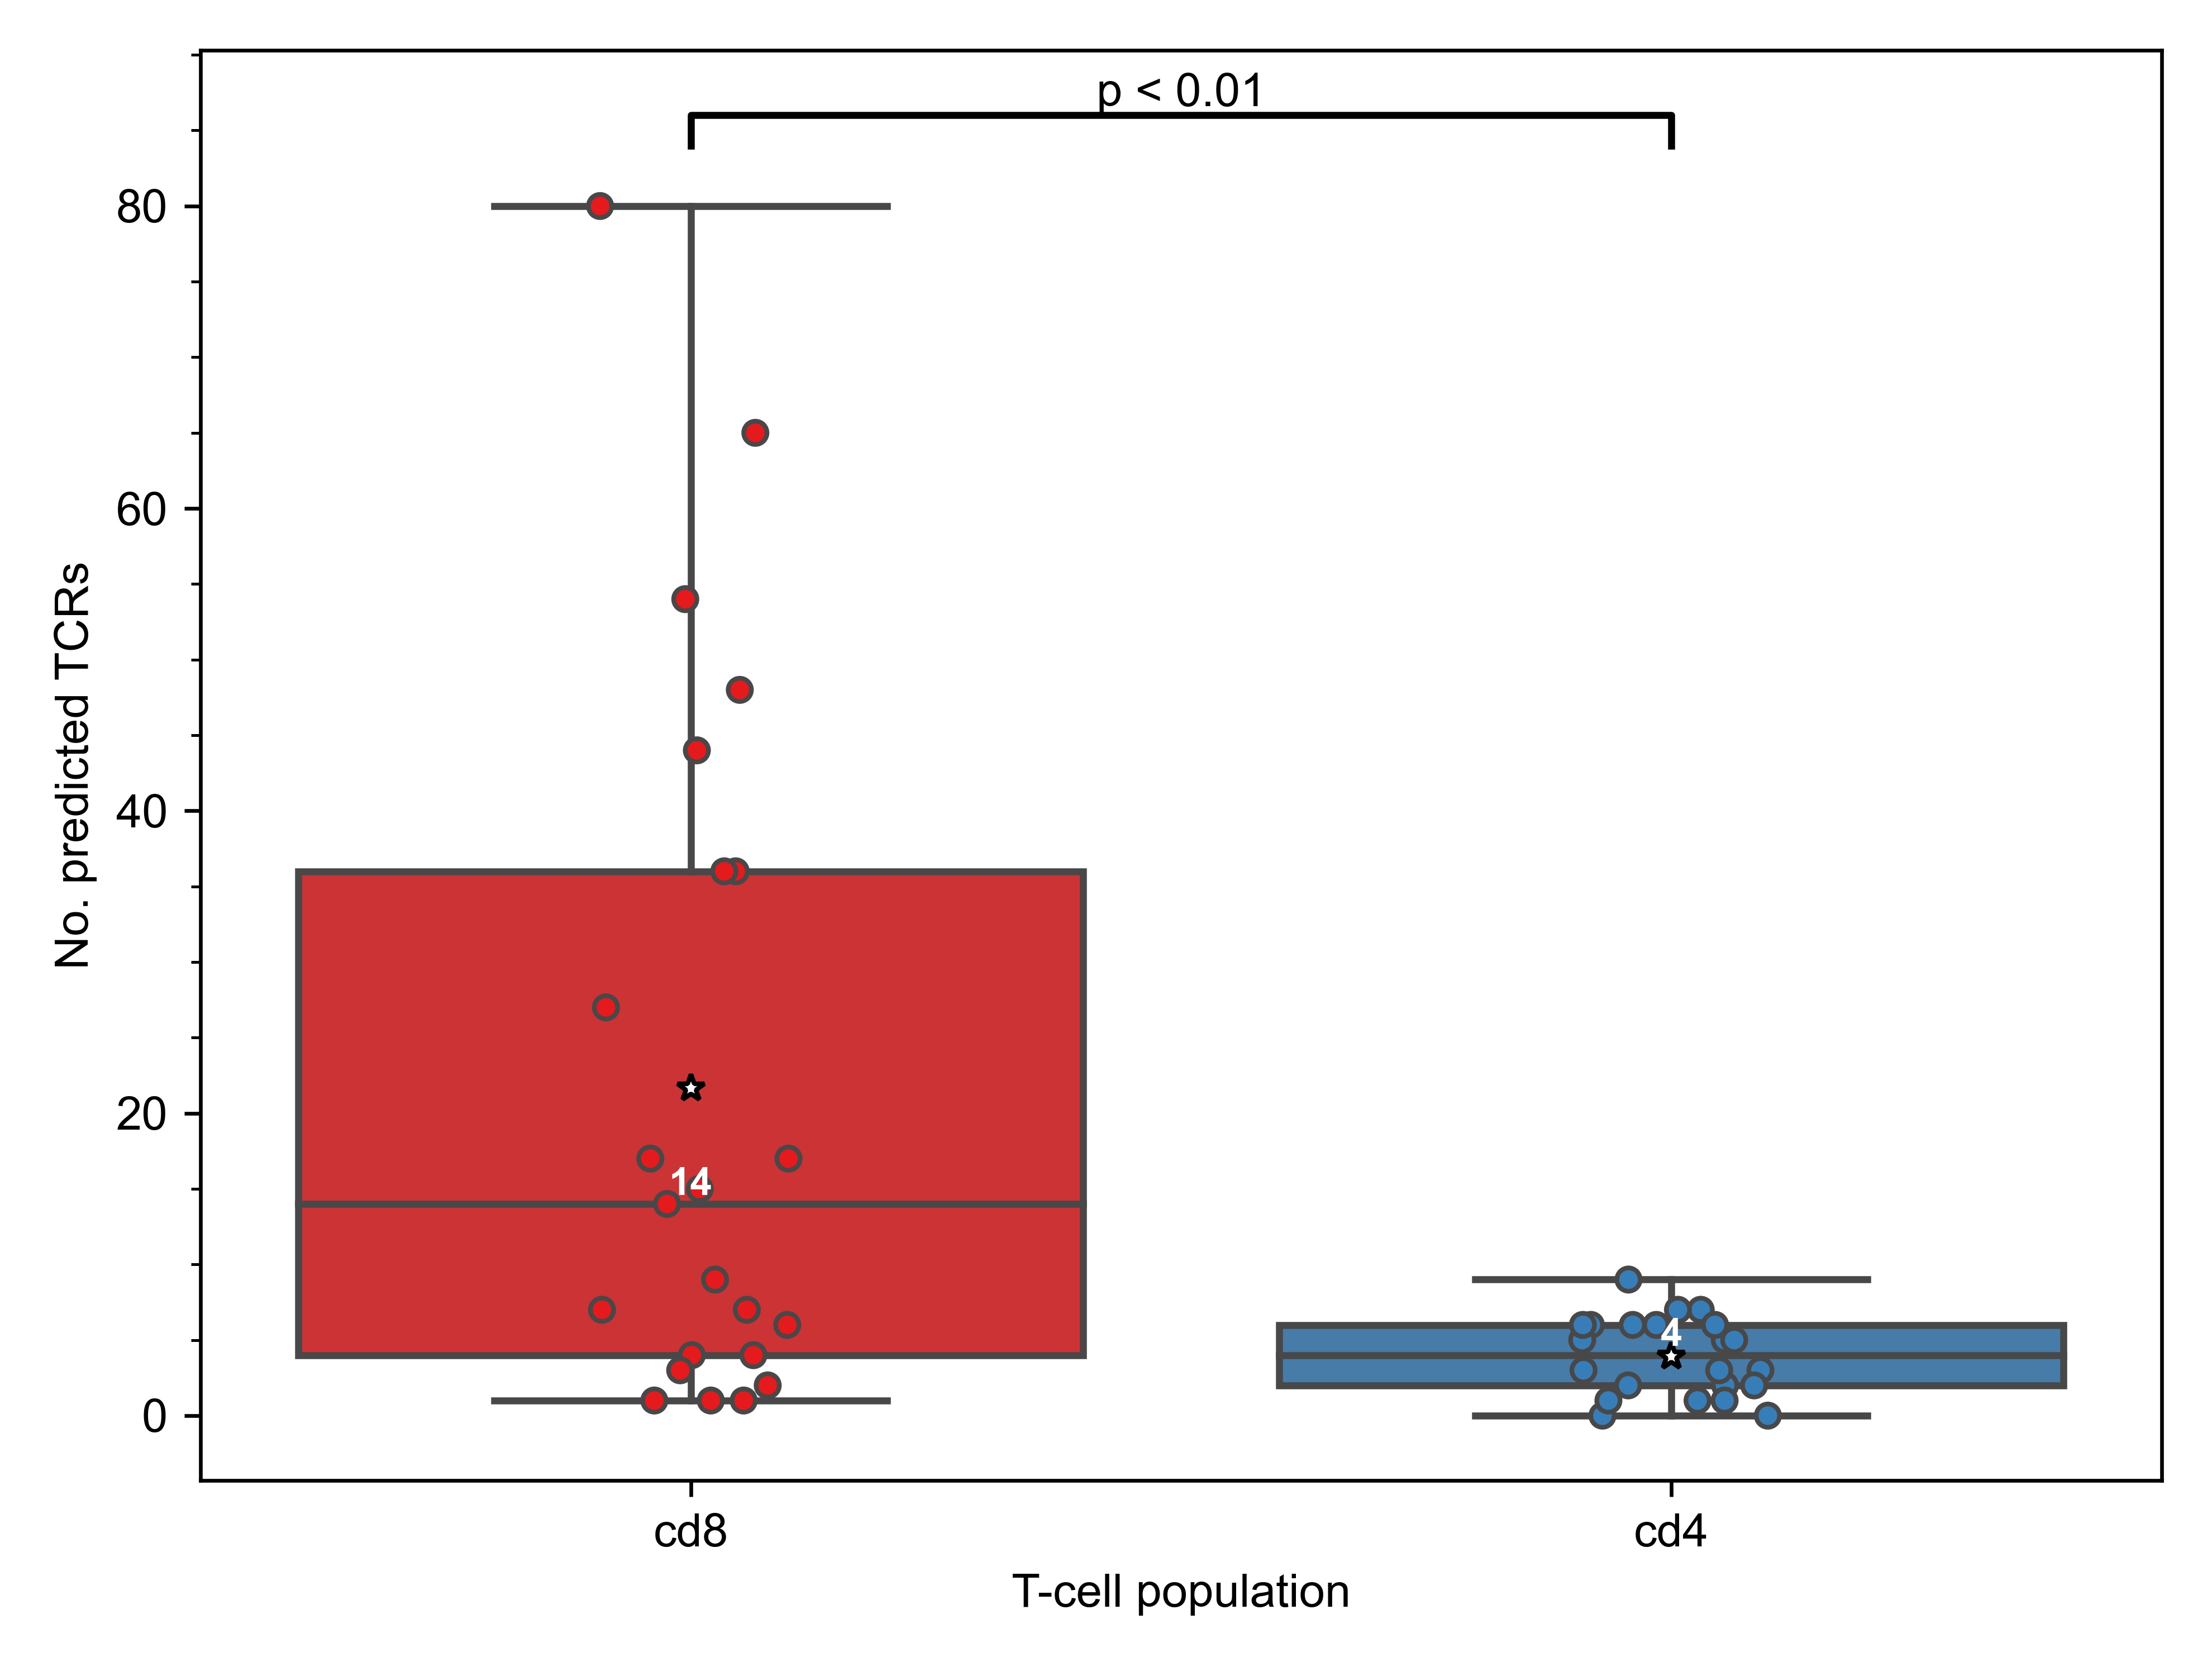 p < 0.01
No. predicted TCRs
80
60
40
20
0
14
4
cd8
cd4
T-cell population